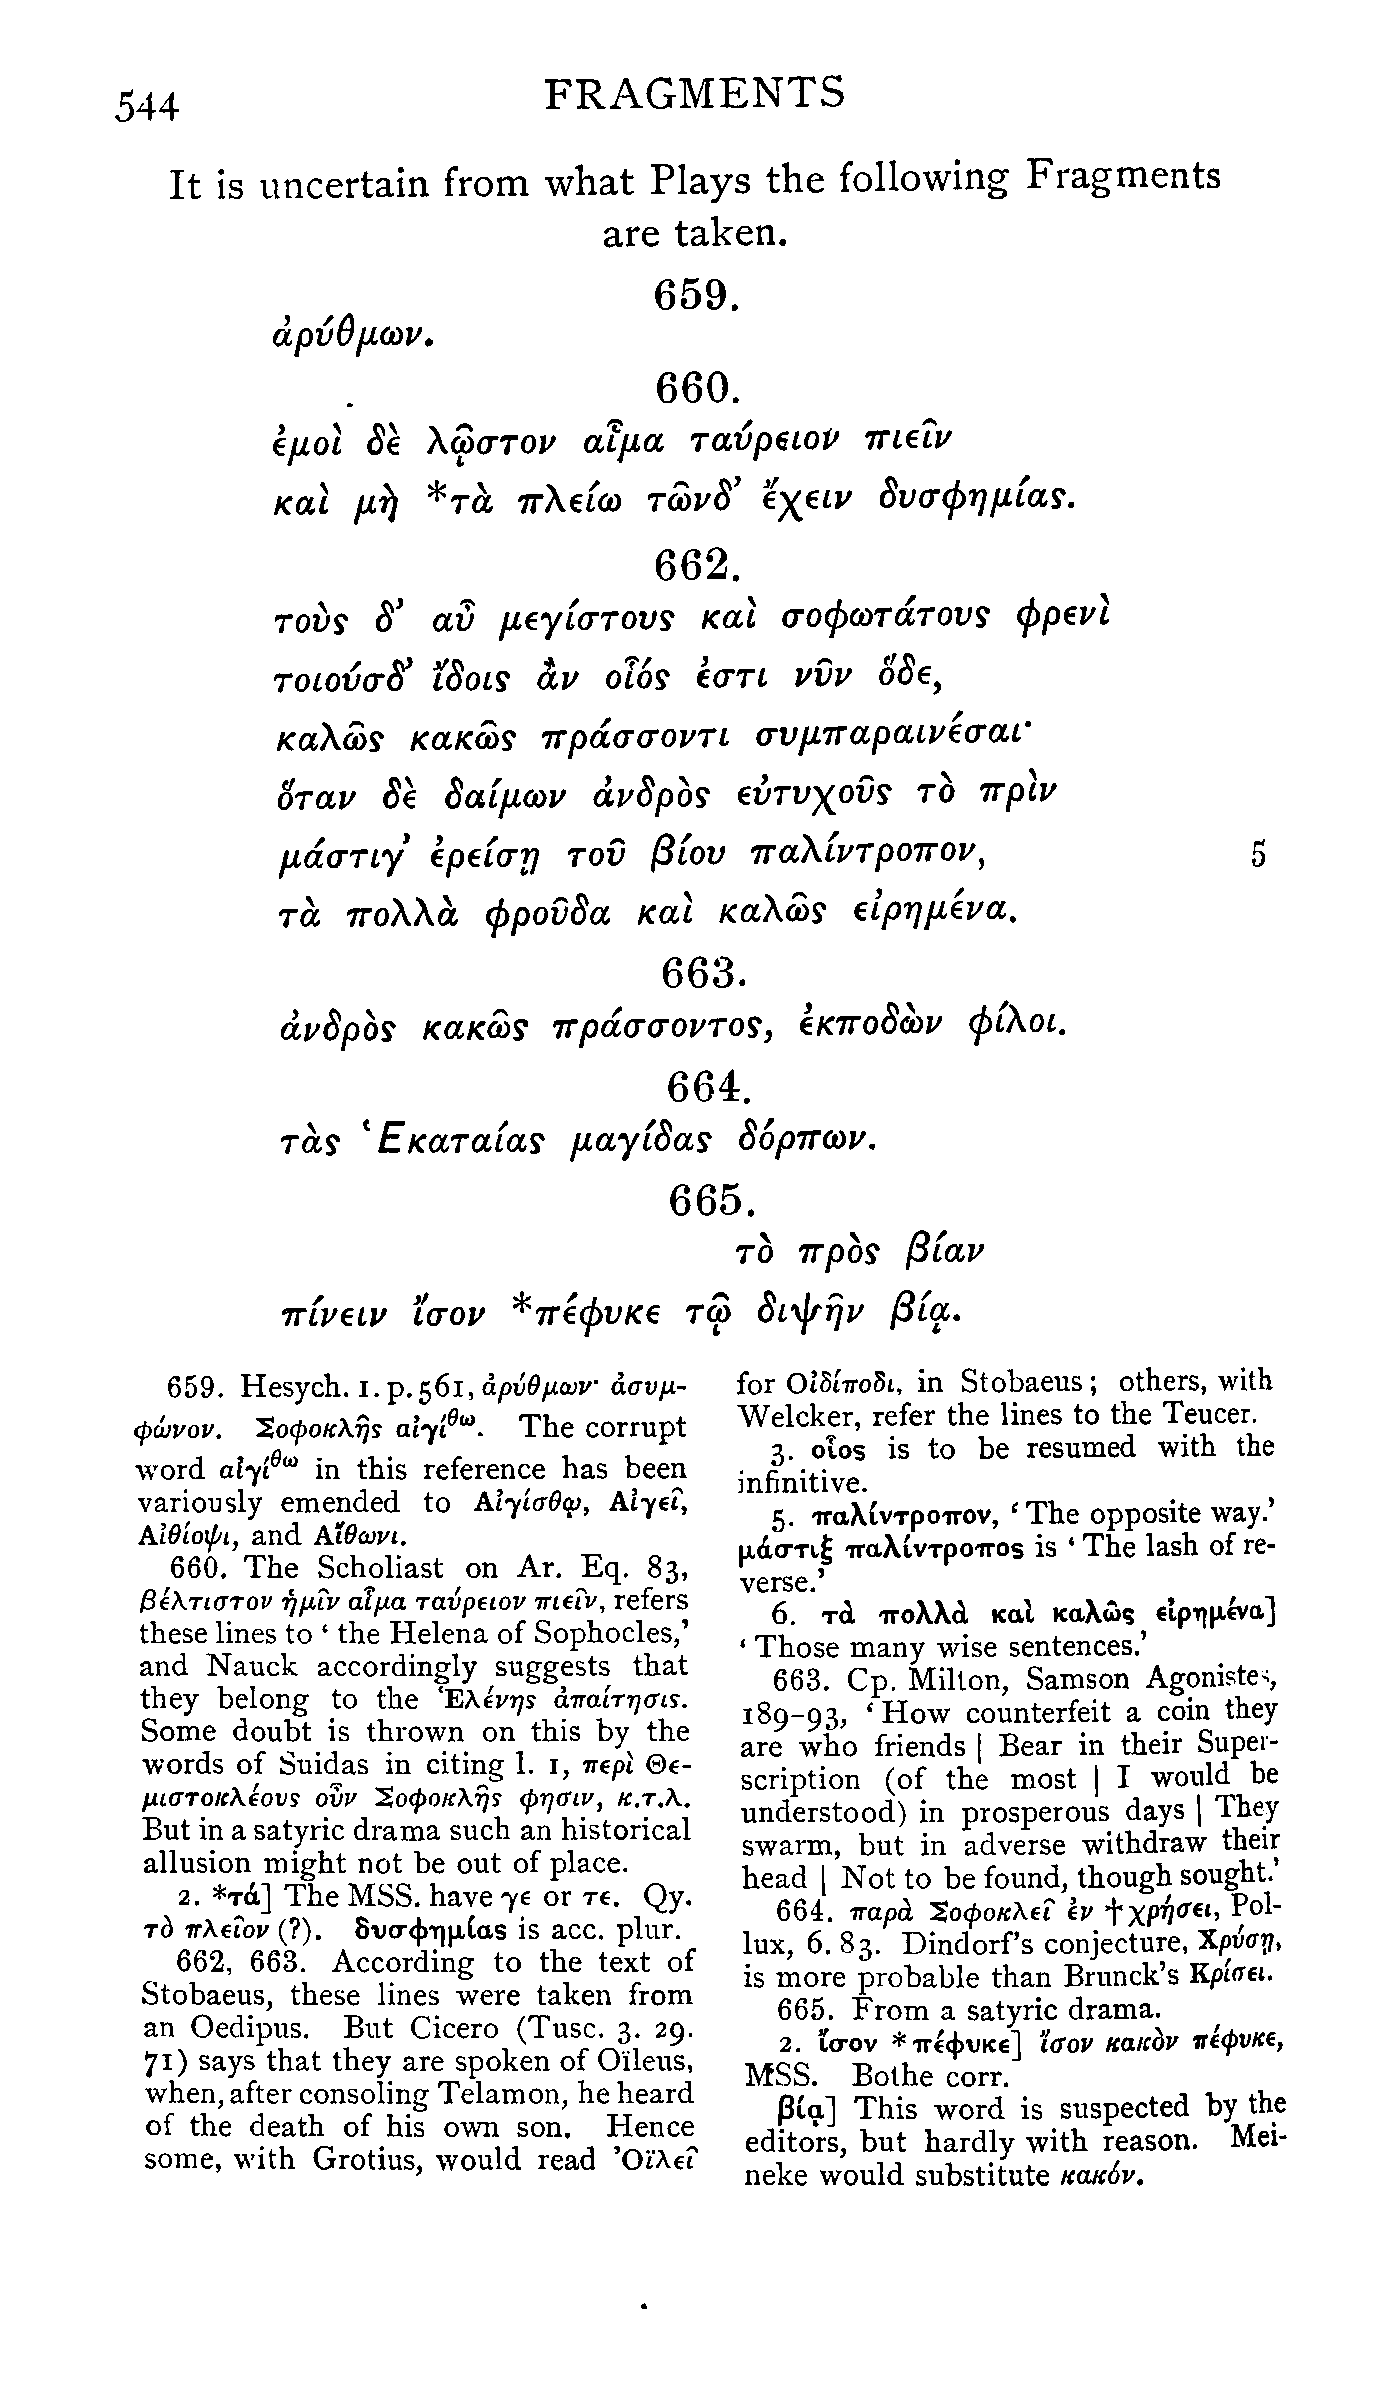 544
FRAGMENTS
It is uncertain from what Plays the following Fragments
are taken.
659.
ἀρύθμων.
660.
ἐμοὶ δὲ λῷστον αἷμα ταύρειον πιεῖν
καὶ μὴ *τὰ πλείω τῶνδ’ ἔχειν δυσφημίας.
662.
τοὺς δ’ αὖ μεγίστους καὶ σοφωτάτους φρενὶ
τοιούσδ’ ἴδοις ἂν οἷός ἐστι νῦν ὅδε,
καλῶς κακῶς πράσσοντι συμπαραινέσαι·
ὅταν δὲ δαίμων ἀνδρὸς εὐτυχοῦς τὸ πρὶν
μάστιγ’ ἐρείσῃ τοῦ βίου παλίντροπον, 5
τὰ πολλὰ φροῦδα καὶ καλῶς εἰρημένα.
663.
ἀνδρὸς κακῶς πράσσοντος, ἐκποδὼν φίλοι.
664.
τὰς Ἑκαταίας μαγίδας δόρπων.
665.
τὸ πρὸς βίαν
πίνειν ἴσον *πέφυκε τῷ διψῆν βίᾳ.
659. Hesych. 1. p. 561, ἀρύθμων· ἀσυμ-
φώνον. Σοφοκλῆς αἰγίθω. The corrupt
word αἰγίθω in this reference has been
variously emended to Αἰγίσθῳ, Αἰγεῖ,
Αἰθίοψι, and Αἴθωνι.
660. The Scholiast on Ar. Eq. 83,
βέλτιστον ἡμῖν αἷμα ταύρειον πιεῖν, refers
these lines to ‘the Helena of Sophocles,’
and Nauck accordingly suggests that
they belong to the Ἑλένης ἀπαίτησις.
Some doubt is thrown on this by the
words of Suidas in citing l. 1, περὶ Θε-
μιστοκλέους οὖν Σοφοκλῆς φησιν, κ.τ.λ.
But in a satyric drama such an historical
allusion might not be out of place.
2. *τά] The MSS. have γε or τε. Qy.
τὸ πλεῖον (?). δυσφημίας is acc. plur.
662, 663. According to the text of
Stobaeus, these lines were taken from
an Oedipus. But Cicero (Tusc. 3. 29.
71) says that they are spoken of Oïleus,
when, after consoling Telamon, he heard
of the death of his own son. Hence
some, with Grotius, would read Ὀϊλεῖ
for Οἰδίποδι, in Stobaeus; others, with
Welcker, refer the lines to the Teucer.
3. οἷος is to be resumed with the
infinitive.
5. παλίντροπον, ‘The opposite way.’
μάστιξ παλίντροπος is ‘The lash of re-
verse.’
6. τὰ πολλὰ καὶ καλῶς εἰρημένα]
‘Those many wise sentences.’
663. Cp. Milton, Samson Agonistes,
189–93, ‘How counterfeit a coin they
are who friends | Bear in their Super-
scription (of the most | I would be
understood) in prosperous days | They
swarm, but in adverse withdraw their
head | Not to be found, though sought.’
664. παρὰ Σοφοκλεῖ ἐν †χρήσει, Pol-
lux, 6. 83. Dindorf’s conjecture, Χρύσῃ,
is more probable than Brunck’s Κρίσει.
665. From a satyric drama.
2. ἴσον *πέφυκε] ἴσον κακὸν πέφυκε,
MSS. Bothe corr.
βίᾳ] This word is suspected by the
editors, but hardly with reason. Mei-
neke would substitute κακόν.